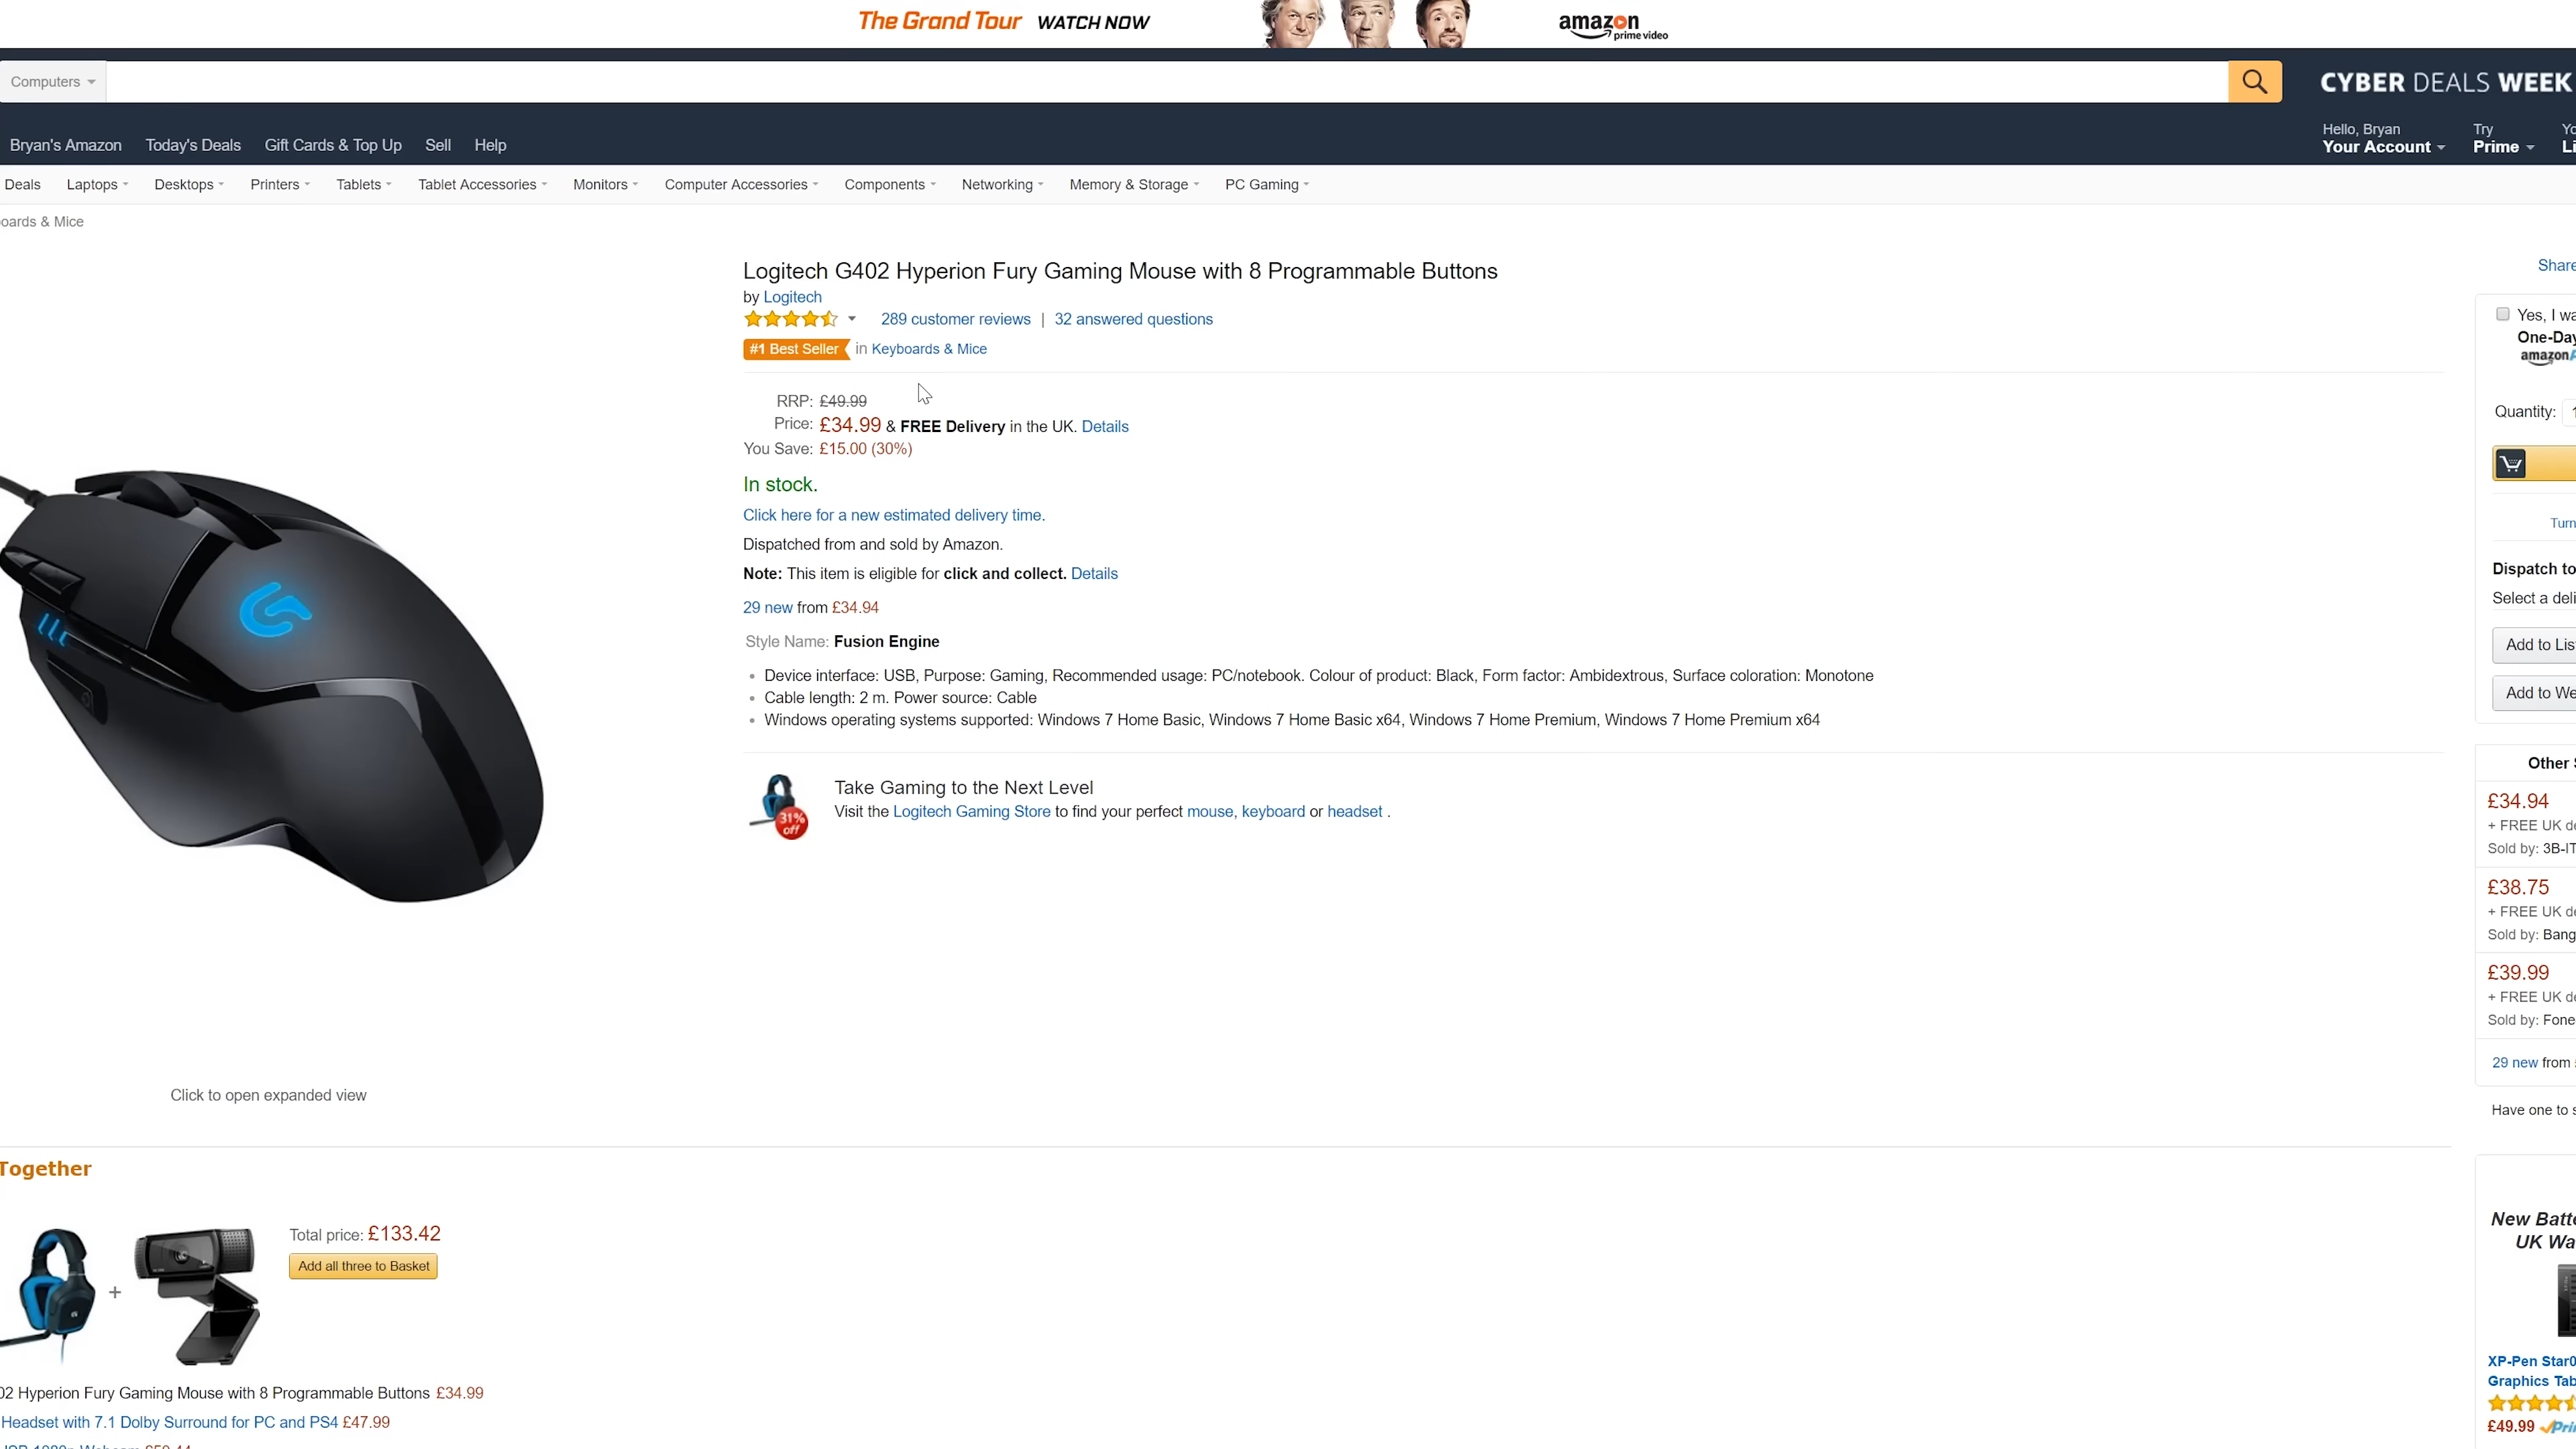 The Grand Tour WATCH NOW
amazon
prime video
Computers
CYBER DEALS WEEK
Bryan's Amazon Today's Deals Gift Cards & Top Up Sell Help
Hello, Bryan
Your Account
Try
Prime
Deals Laptops Desktops Printers Tablets Tablet Accessories Monitors Computer Accessories Components Networking Memory & Storage PC Gaming
oards & Mice
Logitech G402 Hyperion Fury Gaming Mouse with 8 Programmable Buttons
by Logitech
289 customer reviews | 32 answered questions
#1 Best Seller in Keyboards & Mice
RRP: £49.99
Price: £34.99 & FREE Delivery in the UK. Details
You Save: £15.00 (30%)
In stock.
Click here for a new estimated delivery time.
Dispatched from and sold by Amazon.
Note: This item is eligible for click and collect. Details
29 new from £34.94
Style Name: Fusion Engine
Device interface: USB, Purpose: Gaming, Recommended usage: PC/notebook. Colour of product: Black, Form factor: Ambidextrous, Surface coloration: Monotone
Cable length: 2 m. Power source: Cable
Windows operating systems supported: Windows 7 Home Basic, Windows 7 Home Basic x64, Windows 7 Home Premium, Windows 7 Home Premium x64
31%
off
Take Gaming to the Next Level
Visit the Logitech Gaming Store to find your perfect mouse, keyboard or headset .
Click to open expanded view
Share
Yes, I wa
One-Day
amazon
Quantity:
Turn
Dispatch to
Select a deli
Add to Lis
Add to We
Other
£34.94
+ FREE UK de
Sold by: 3B-IT
£38.75
+ FREE UK de
Sold by: Bang
£39.99
+ FREE UK de
Sold by: Fone
29 new from
Have one to s
Together
Total price: £133.42
Add all three to Basket
02 Hyperion Fury Gaming Mouse with 8 Programmable Buttons £34.99
Headset with 7.1 Dolby Surround for PC and PS4 £47.99
New Batt
UK Wa
XP-Pen Star0
Graphics Tab
£49.99 Pri